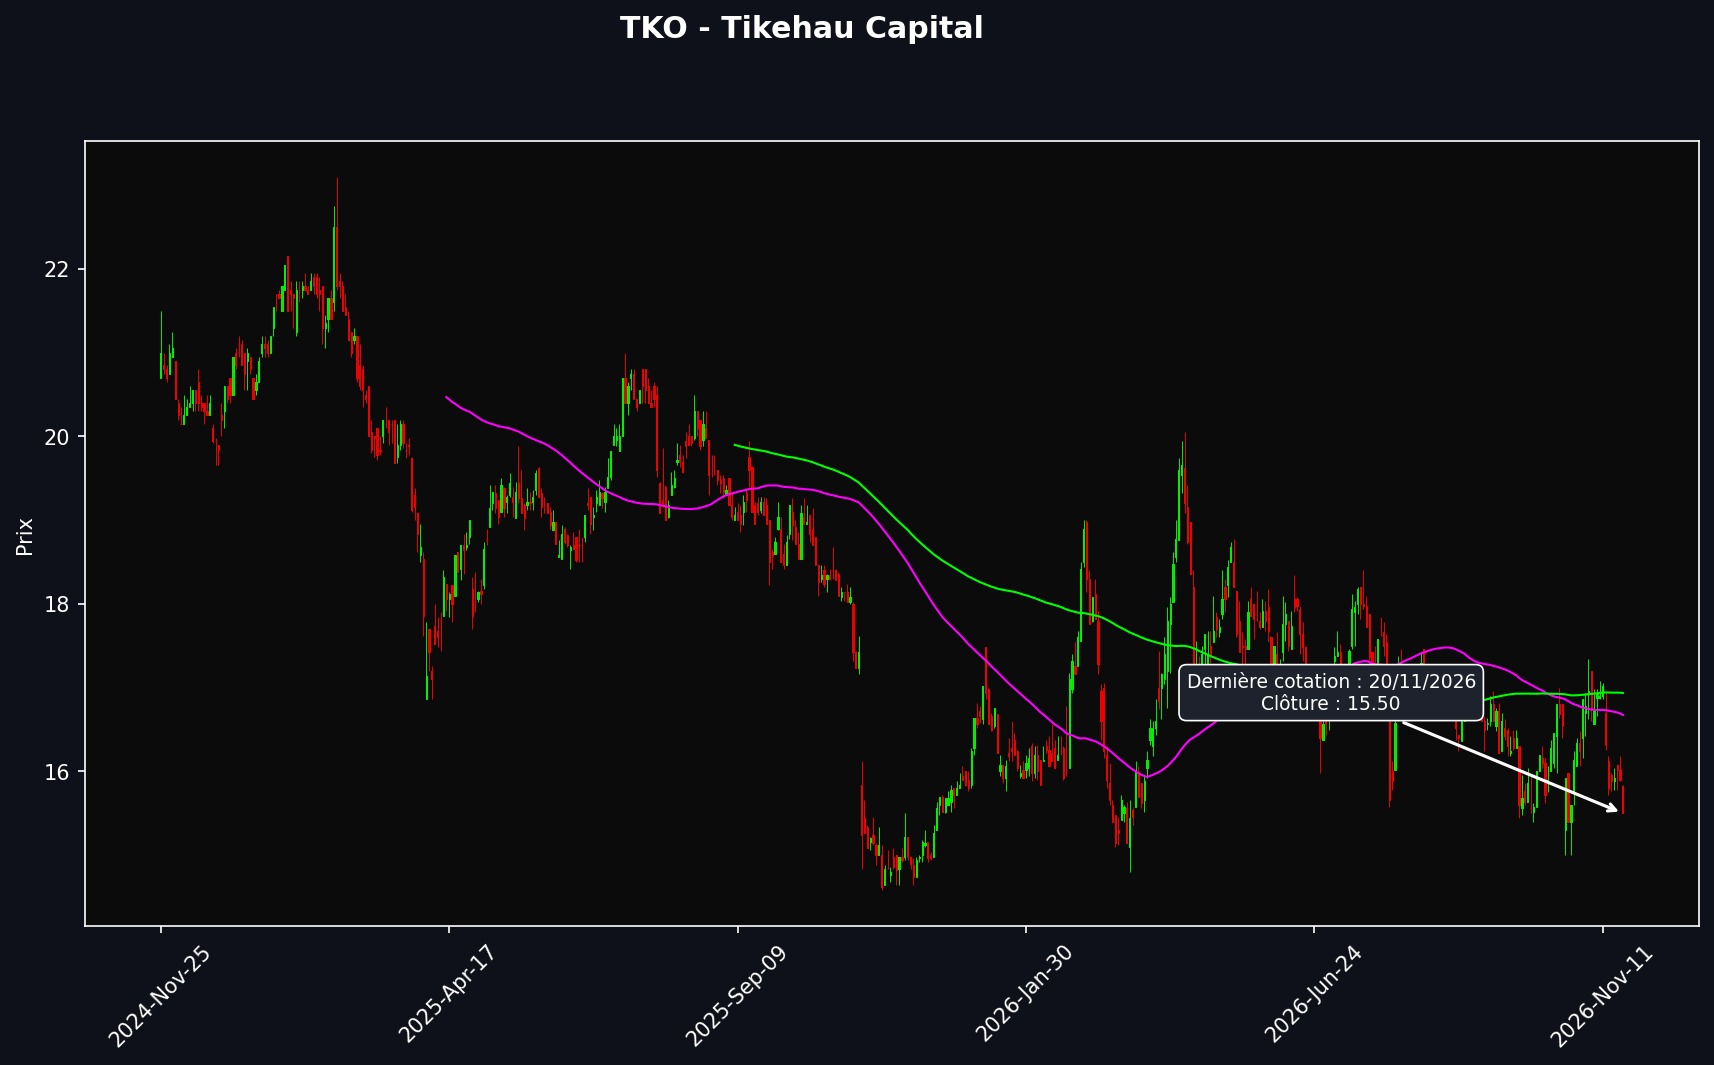 TKO - Tikehau Capital
Prix
22
20
18
16
Dernière cotation : 20/11/2026
Clôture : 15.50
2024-Nov-25
2025-Apr-17
2025-Sep-09
2026-Jan-30
2026-Jun-24
2026-Nov-11